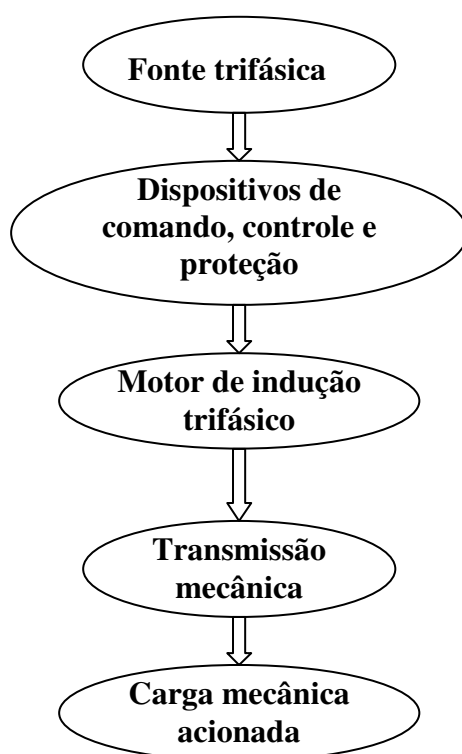 Fonte trifásica
Dispositivos de
comando, controle e
proteção
Motor de indução
trifásico
Transmissão
mecânica
Carga mecânica
acionada